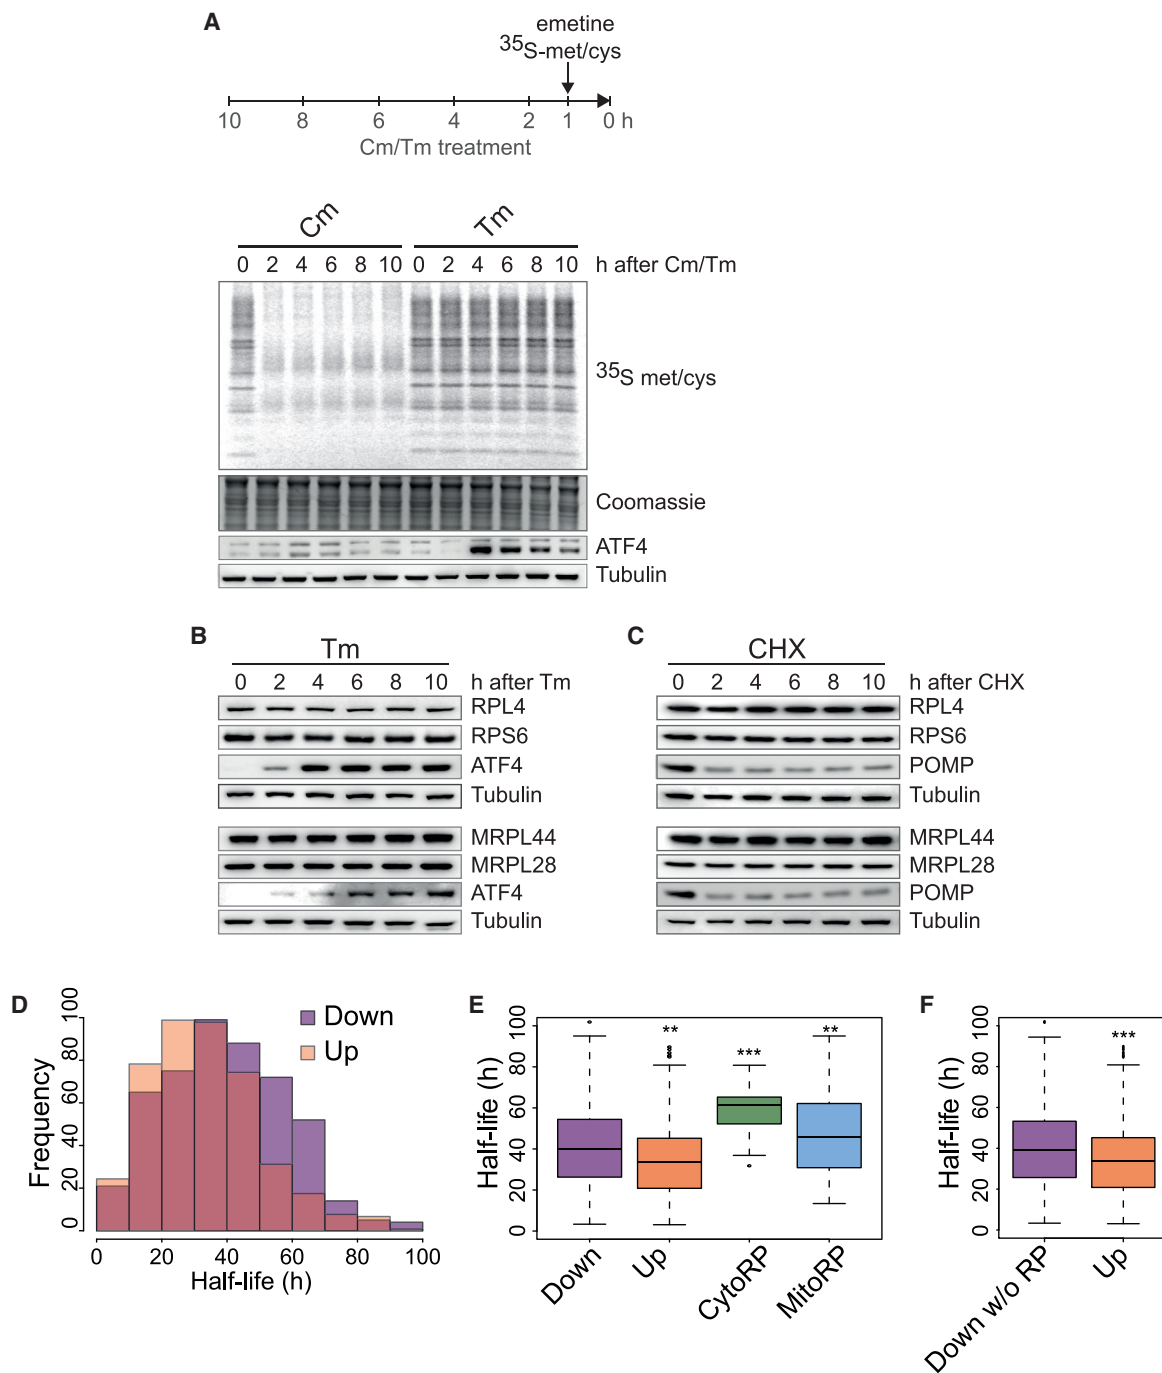 A
emetine
35S-met/cys
10 8 6 4 2 1 0 h
Cm/Tm treatment
Cm Tm
0 2 4 6 8 10 0 2 4 6 8 10 h after Cm/Tm
35S met/cys
Coomassie
ATF4
Tubulin
B
Tm
0 2 4 6 8 10 h after Tm
RPL4
RPS6
ATF4
Tubulin
MRPL44
MRPL28
ATF4
Tubulin
C
CHX
0 2 4 6 8 10 h after CHX
RPL4
RPS6
POMP
Tubulin
MRPL44
MRPL28
POMP
Tubulin
D
Down
Up
Frequency
0 20 40 60 80 100
0 20 40 60 80 100
Half-life (h)
E
Half-life (h)
0 20 40 60 80 100
** *** **
Down Up CytoRP MitoRP
F
Half-life (h)
0 20 40 60 80 100
***
Down w/o RP Up